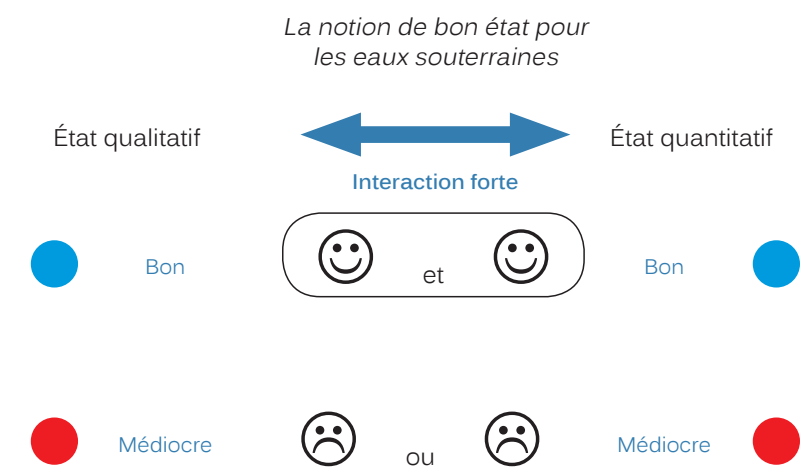 La notion de bon état pour
les eaux souterraines
État qualitatif
État quantitatif
Interaction forte
Bon
et
Bon
Médiocre
ou
Médiocre